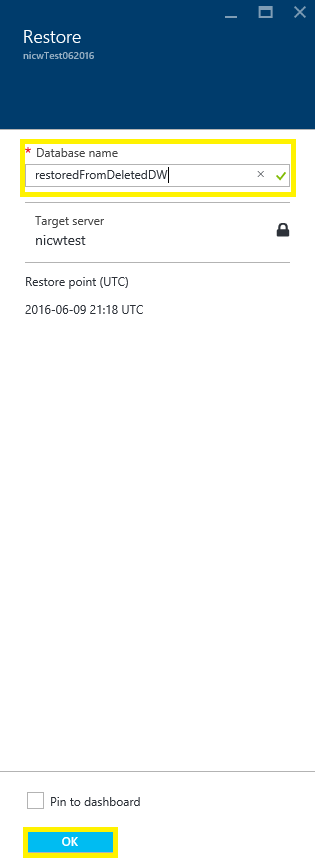 Restore
nicwTest062016
* Database name
restoredFromDeletedDW
Target server
nicwtest
Restore point (UTC)
2016-06-09 21:18 UTC
Pin to dashboard
OK